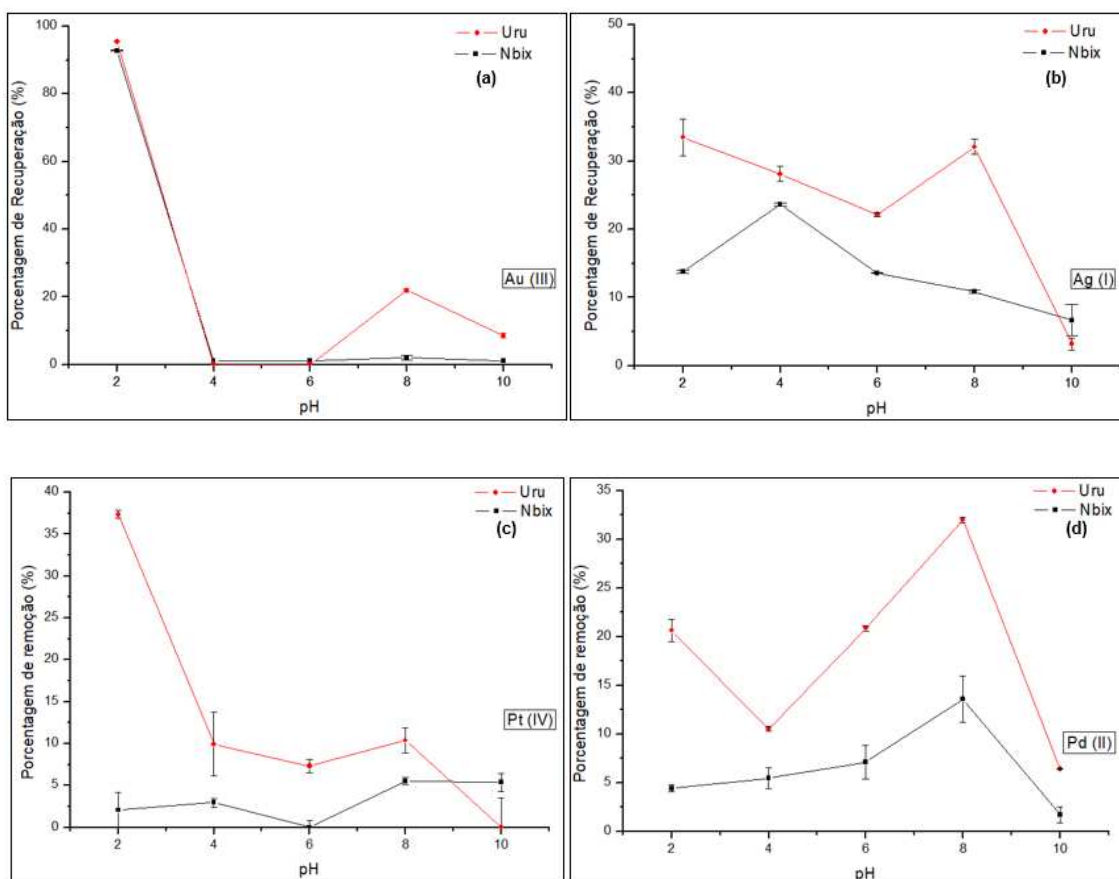 Porcentagem de Recuperação (%)
100
80
60
40
20
0
Uru
Nbix
(a)
Au (III)
2 4 6 8 10
pH
Porcentagem de Recuperação (%)
50
40
30
20
10
0
Uru
Nbix
(b)
Ag (I)
2 4 6 8 10
pH
Porcentagem de remoção (%)
40
35
30
25
20
15
10
5
0
Uru
Nbix
(c)
Pt (IV)
2 4 6 8 10
pH
Porcentagem de remoção (%)
35
30
25
20
15
10
5
0
Uru
Nbix
(d)
Pd (II)
2 4 6 8 10
pH